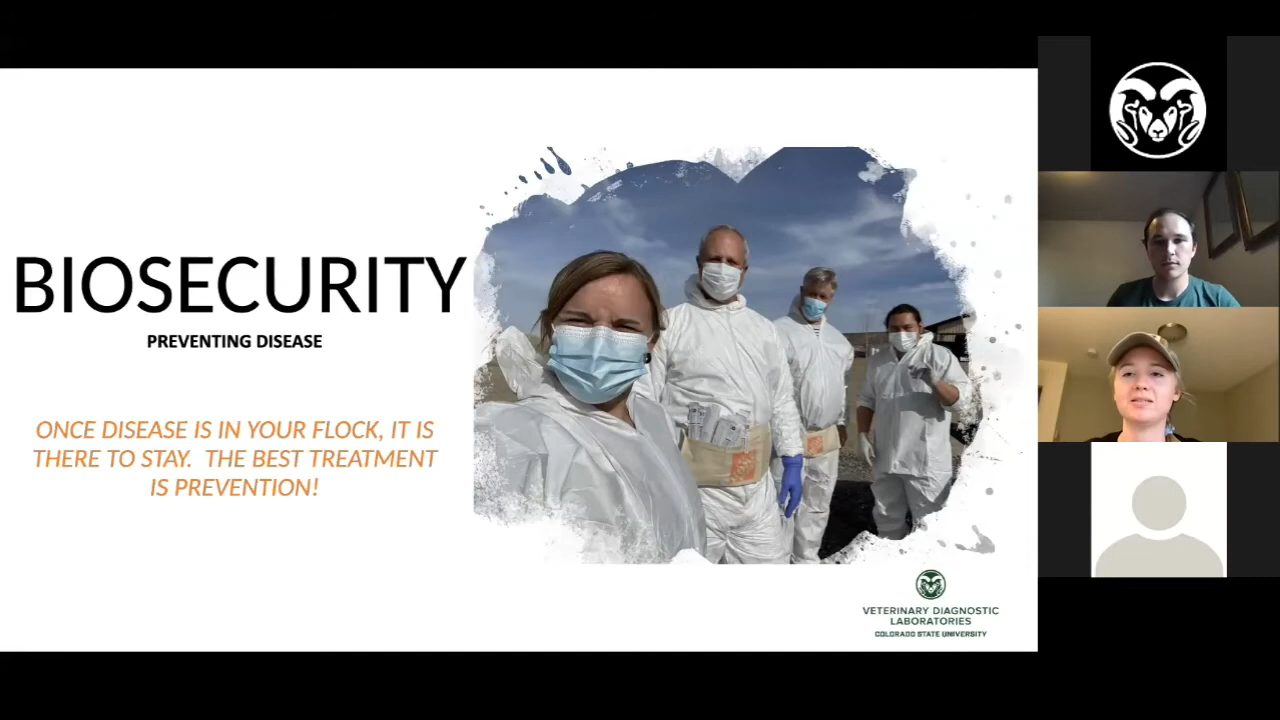 BIOSECURITY
PREVENTING DISEASE
ONCE DISEASE IS IN YOUR FLOCK, IT IS
THERE TO STAY. THE BEST TREATMENT
IS PREVENTION!
VETERINARY DIAGNOSTIC
LABORATORIES
COLORADO STATE UNIVERSITY